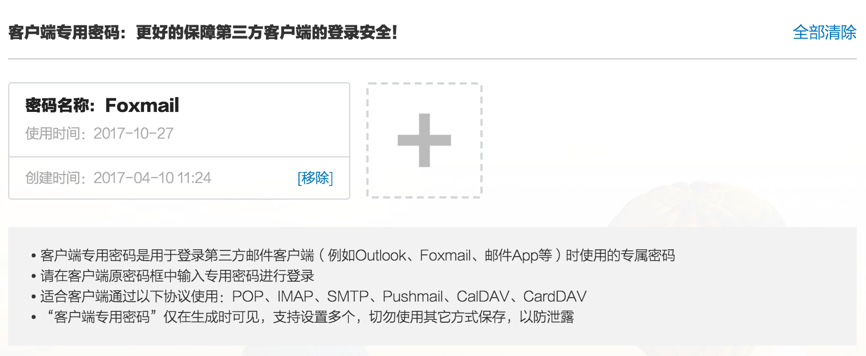 客户端专用密码：更好的保障第三方客户端的登录安全！
全部清除
密码名称：Foxmail
使用时间：2017-10-27
创建时间：2017-04-10 11:24
[移除]
• 客户端专用密码是用于登录第三方邮件客户端（例如Outlook、Foxmail、邮件App等）时使用的专属密码
• 请在客户端原密码框中输入专用密码进行登录
• 适合客户端通过以下协议使用：POP、IMAP、SMTP、Pushmail、CalDAV、CardDAV
• “客户端专用密码”仅在生成时可见，支持设置多个，切勿使用其它方式保存，以防泄露